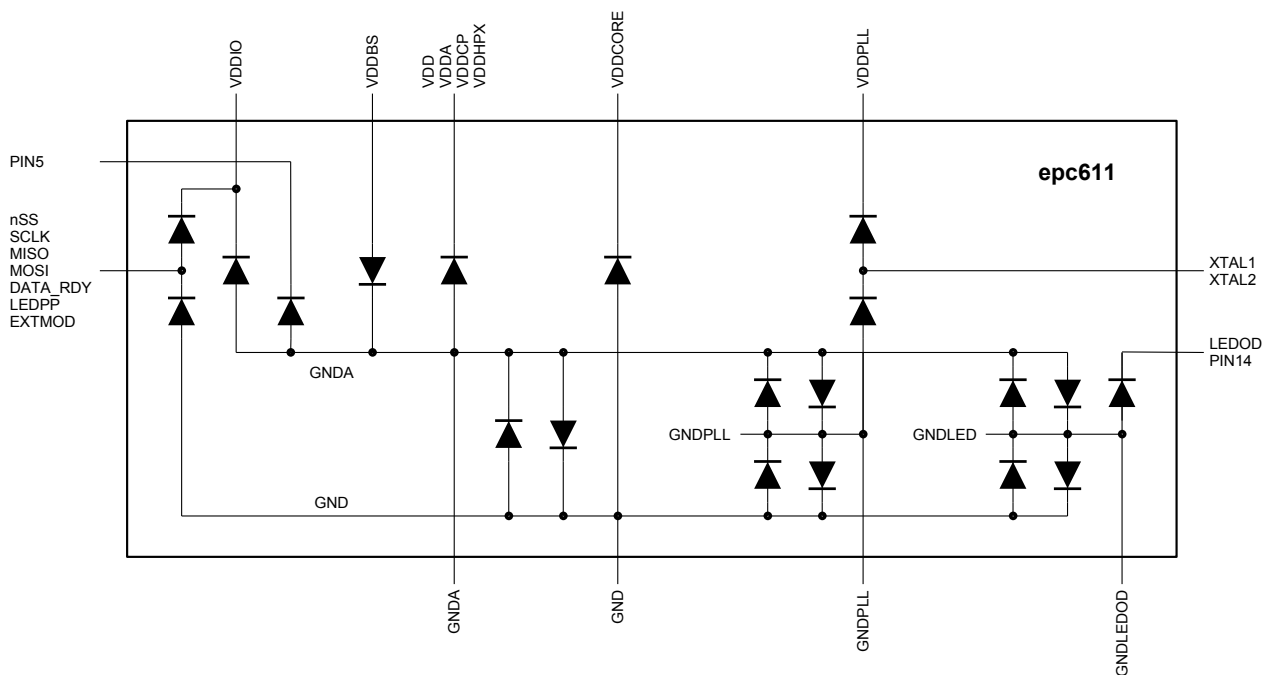 VDDIO
VDDBS
VDD
VDDA
VDDCP
VDDHPX
VDDCORE
VDDPLL
PIN5
epc611
nSS
SCLK
MISO
MOSI
DATA_RDY
LEDPP
EXTMOD
XTAL1
XTAL2
LEDOD
PIN14
GNDA
GNDPLL
GNDLED
GND
GNDA
GND
GNDPLL
GNDLEDOD